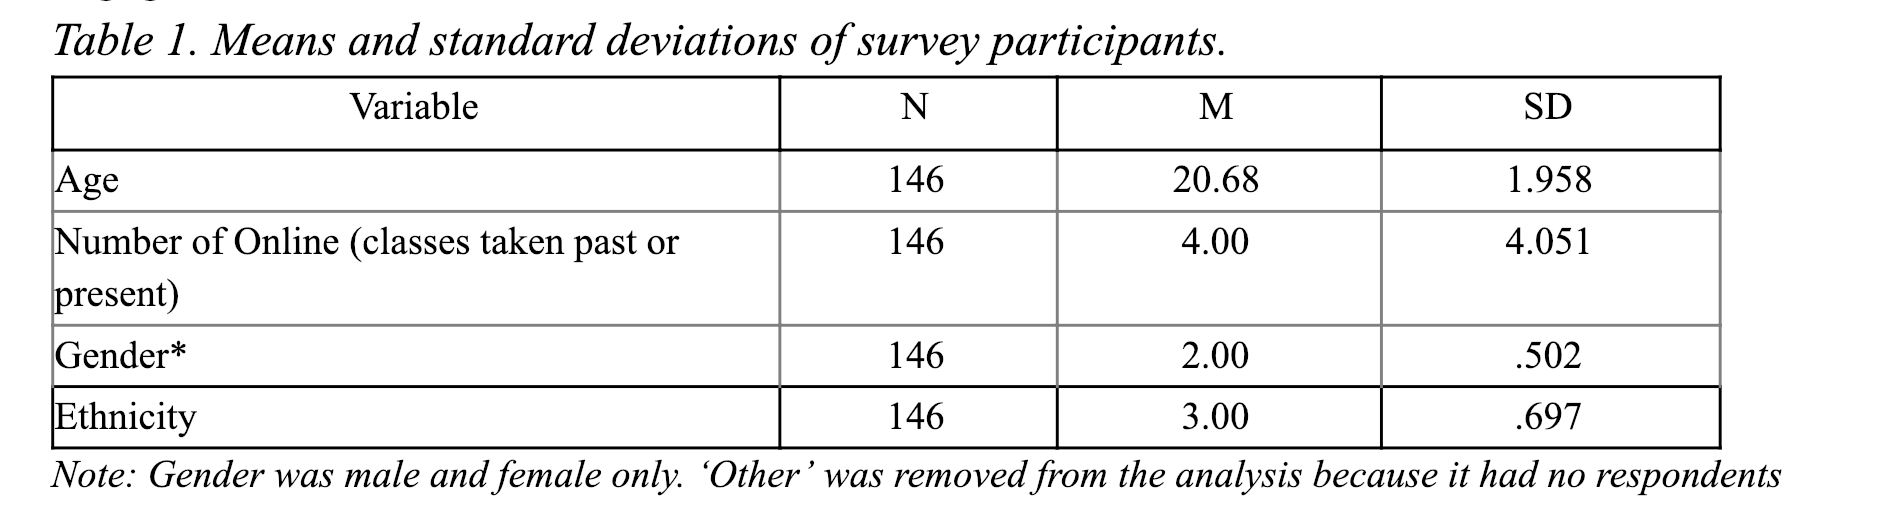 Table 1. Means and standard deviations of survey participants.
Variable N M SD
Age 146 20.68 1.958
Number of Online (classes taken past or 146 4.00 4.051
present)
Gender* 146 2.00 .502
Ethnicity 146 3.00 .697
Note: Gender was male and female only. ‘Other’ was removed from the analysis because it had no respondents